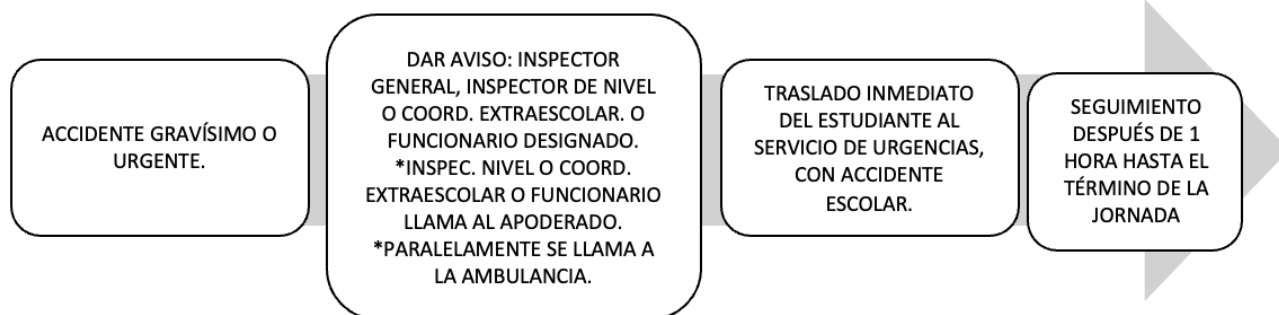 ACCIDENTE GRAVÍSIMO O
URGENTE.
DAR AVISO: INSPECTOR
GENERAL, INSPECTOR DE NIVEL
O COORD. EXTRAESCOLAR. O
FUNCIONARIO DESIGNADO.
*INSPEC. NIVEL O COORD.
EXTRAESCOLAR O FUNCIONARIO
LLAMA AL APODERADO.
*PARALELAMENTE SE LLAMA A
LA AMBULANCIA.
TRASLADO INMEDIATO
DEL ESTUDIANTE AL
SERVICIO DE URGENCIAS,
CON ACCIDENTE
ESCOLAR.
SEGUIMIENTO
DESPUÉS DE 1
HORA HASTA EL
TÉRMINO DE LA
JORNADA